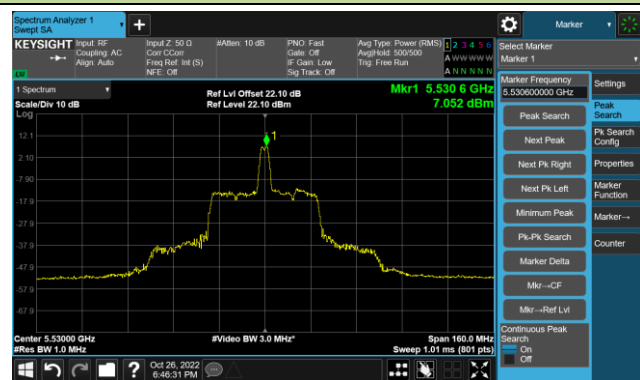 Spectrum Analyzer 1
Swept SA
Marker
KEYSIGHT
Input: RF
Coupling: AC
Align: Auto
Input Z: 50 Ω
Corr CCorr
Freq Ref: Int (S)
NFE: Off
#Atten: 10 dB
PNO: Fast
Gate: Off
IF Gain: Low
Sig Track: Off
Avg Type: Power (RMS)
Avg|Hold: 500/500
Trig: Free Run
1 2 3 4 5 6
A W W W W W
A N N N N N
Select Marker
Marker 1
LXI
1 Spectrum
Scale/Div 10 dB
Log
Ref Lvl Offset 22.10 dB
Ref Level 22.10 dBm
Mkr1 5.530 6 GHz
7.052 dBm
1
12.1
2.10
-7.90
-17.9
-27.9
-37.9
-47.9
-57.9
-67.9
Center 5.53000 GHz
#Res BW 1.0 MHz
#Video BW 3.0 MHz*
Span 160.0 MHz
Sweep 1.01 ms (801 pts)
Marker Frequency
5.530600000 GHz
Peak Search
Next Peak
Next Pk Right
Next Pk Left
Minimum Peak
Pk-Pk Search
Marker Delta
Mkr→CF
Mkr→Ref Lvl
Continuous Peak
Search
On
Off
Settings
Peak
Search
Pk Search
Config
Properties
Marker
Function
Marker→
Counter
Oct 26, 2022
6:46:31 PM